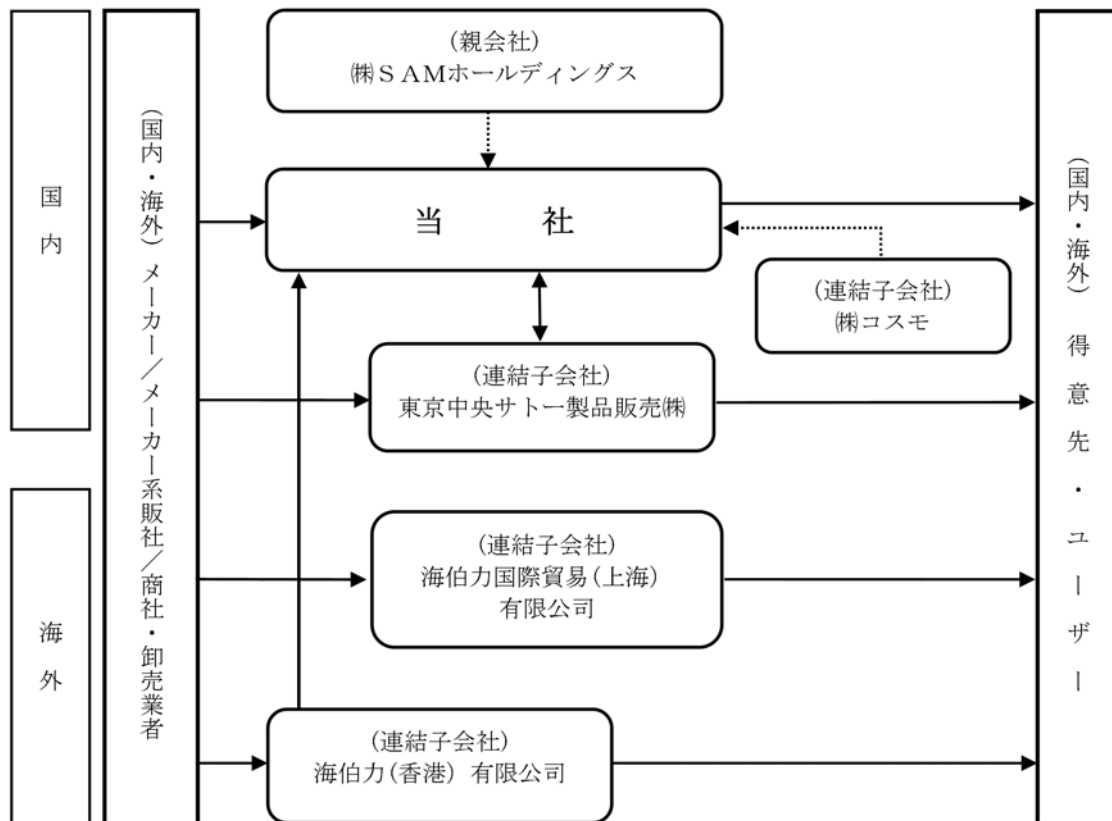 国内
海外
(国内・海外)メーカー/メーカー系販社/商社・卸売業者
(親会社)
㈱SAMホールディングス
当 社
(連結子会社)
㈱コスモ
(連結子会社)
東京中央サトー製品販売㈱
(連結子会社)
海伯力国際貿易(上海)
有限公司
(連結子会社)
海伯力(香港)有限公司
(国内・海外)得意先・ユーザー